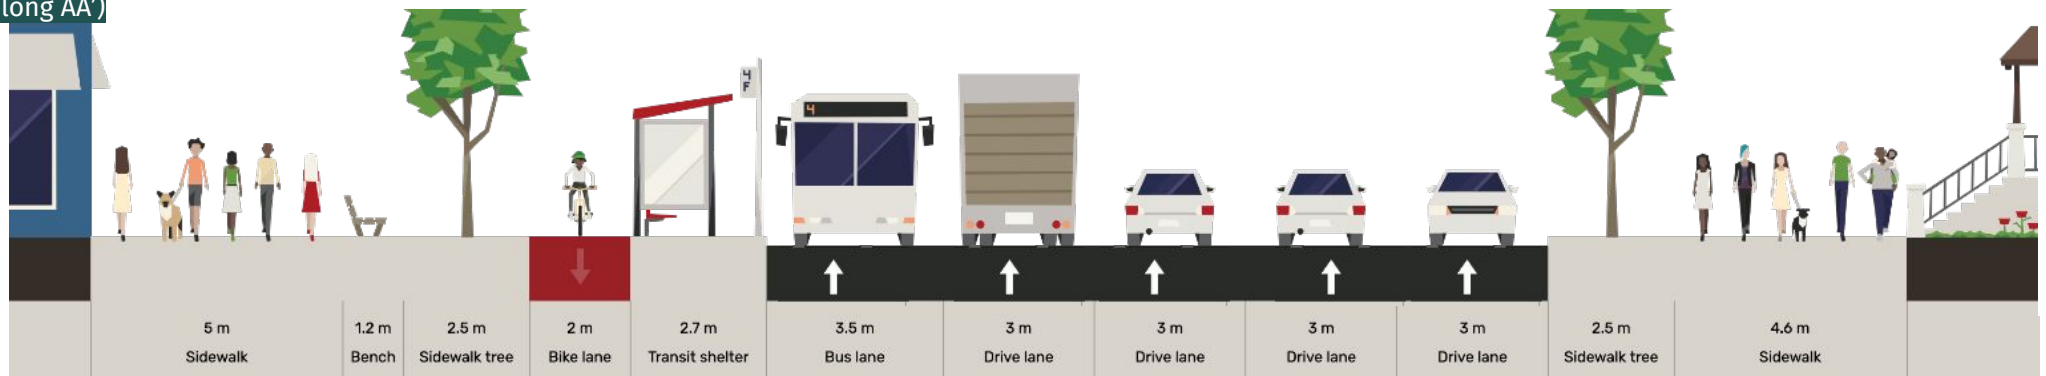 long AA')
4
F
4
5 m
Sidewalk
1.2 m
Bench
2.5 m
Sidewalk tree
2 m
Bike lane
2.7 m
Transit shelter
3.5 m
Bus lane
3 m
Drive lane
3 m
Drive lane
3 m
Drive lane
3 m
Drive lane
2.5 m
Sidewalk tree
4.6 m
Sidewalk